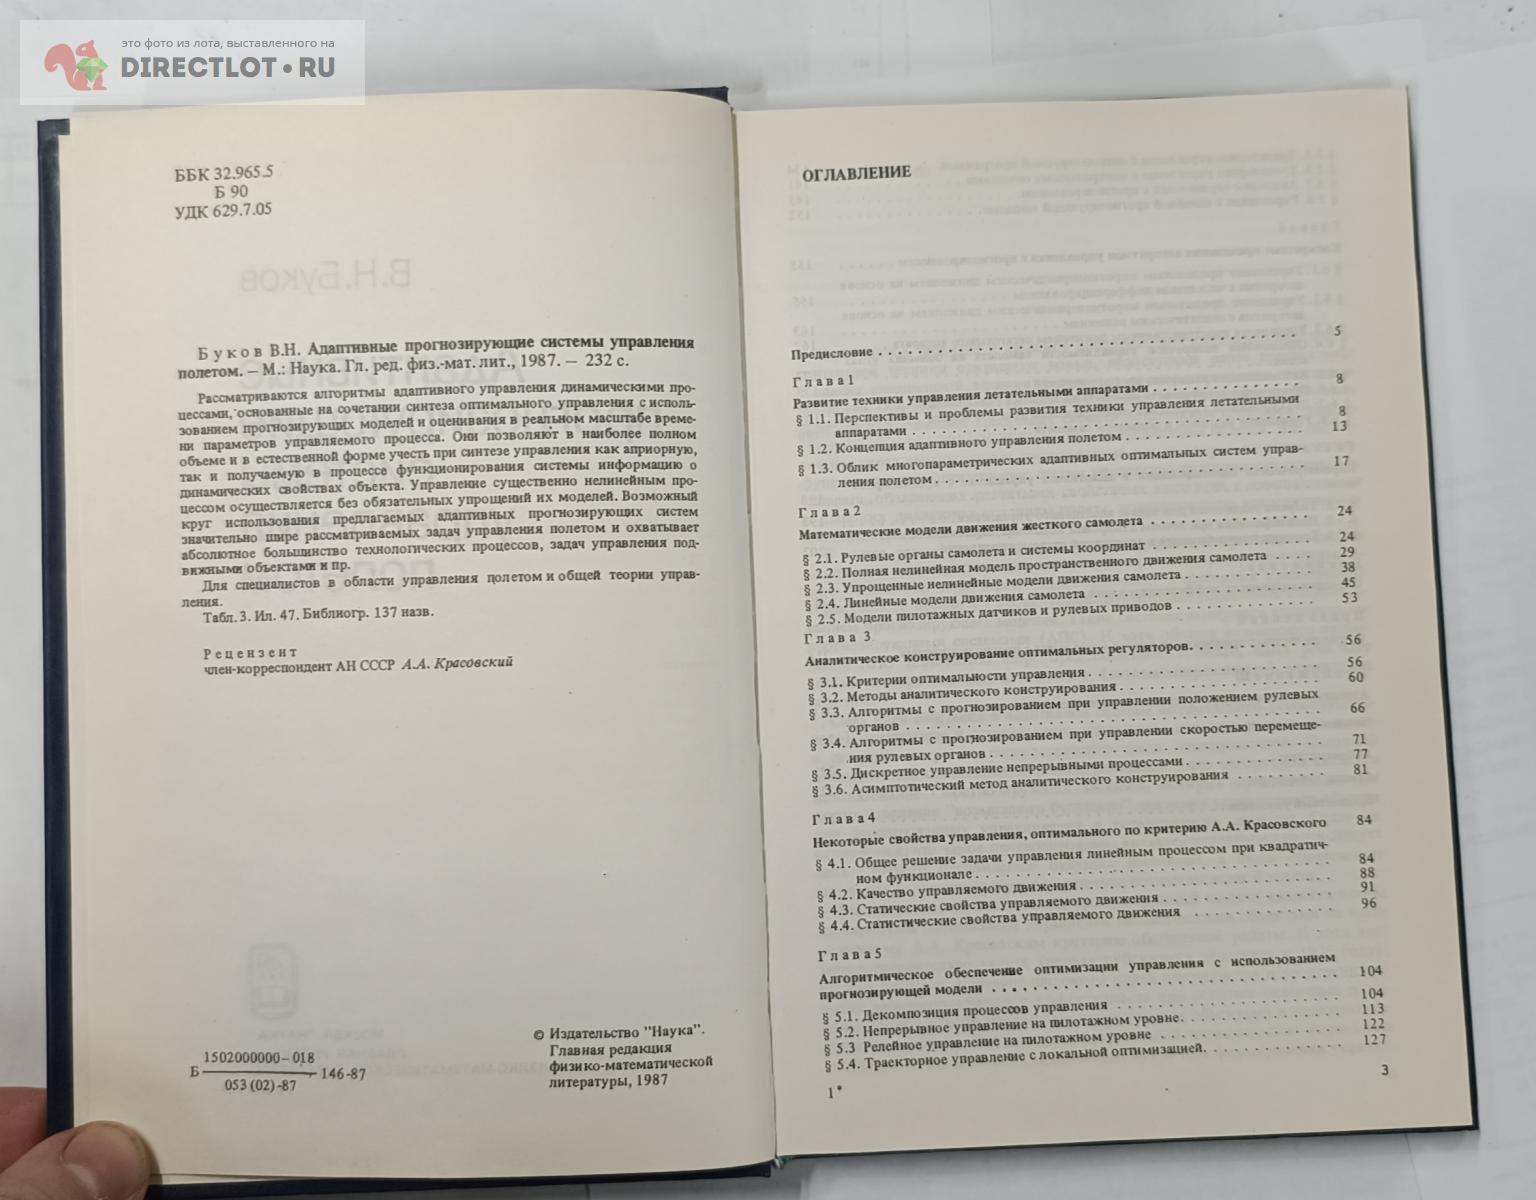 это фото из лота, выставленного на
DIRECTLOT•RU
ББК 32.965.5
Б 90
УДК 629.7.05
Буков В.Н. Адаптивные прогнозирующие системы управления
полетом. — М.: Наука. Гл. ред. физ.-мат. лит., 1987. — 232 с.
Рассматриваются алгоритмы адаптивного управления динамическими про-
цессами, основанные на сочетании синтеза оптимального управления с исполь-
зованием прогнозирующих моделей и оценивания в реальном масштабе време-
ни параметров управляемого процесса. Они позволяют в наиболее полном
объеме и в естественной форме учесть при синтезе управления как априорную,
так и получаемую в процессе функционирования системы информацию о
динамических свойствах объекта. Управление существенно нелинейным про-
цессом осуществляется без обязательных упрощений их моделей. Возможный
круг использования предлагаемых адаптивных прогнозирующих систем
значительно шире рассматриваемых задач управления полетом и охватывает
абсолютное большинство технологических процессов, задач управления под-
вижными объектами и пр.
Для специалистов в области управления полетом и общей теории управ-
ления.
Табл. 3. Ил. 47. Библиогр. 137 назв.
Рецензент
член-корреспондент АН СССР А.А. Красовский
Б 1502000000–018 / 053 (02)-87 146-87
© Издательство "Наука".
Главная редакция
физико-математической
литературы, 1987
ОГЛАВЛЕНИЕ
Предисловие . . . 5
Глава 1
Развитие техники управления летательными аппаратами . . . 8
§ 1.1. Перспективы и проблемы развития техники управления летательными
аппаратами . . . 8
§ 1.2. Концепция адаптивного управления полетом . . . 13
§ 1.3. Облик многопараметрических адаптивных оптимальных систем управ-
ления полетом . . . 17
Глава 2
Математические модели движения жесткого самолета . . . 24
§ 2.1. Рулевые органы самолета и системы координат . . . 24
§ 2.2. Полная нелинейная модель пространственного движения самолета . . . 29
§ 2.3. Упрощенные нелинейные модели движения самолета . . . 38
§ 2.4. Линейные модели движения самолета . . . 45
§ 2.5. Модели пилотажных датчиков и рулевых приводов . . . 53
Глава 3
Аналитическое конструирование оптимальных регуляторов . . . 56
§ 3.1. Критерии оптимальности управления . . . 56
§ 3.2. Методы аналитического конструирования . . . 60
§ 3.3. Алгоритмы с прогнозированием при управлении положением рулевых
органов . . . 66
§ 3.4. Алгоритмы с прогнозированием при управлении скоростью перемеще-
ния рулевых органов . . . 71
§ 3.5. Дискретное управление непрерывными процессами . . . 77
§ 3.6. Асимптотический метод аналитического конструирования . . . 81
Глава 4
Некоторые свойства управления, оптимального по критерию А.А. Красовского 84
§ 4.1. Общее решение задачи управления линейным процессом при квадратич-
ном функционале . . . 84
§ 4.2. Качество управляемого движения . . . 88
§ 4.3. Статические свойства управляемого движения . . . 91
§ 4.4. Статистические свойства управляемого движения . . . 96
Глава 5
Алгоритмическое обеспечение оптимизации управления с использованием
прогнозирующей модели . . . 104
§ 5.1. Декомпозиция процессов управления . . . 104
§ 5.2. Непрерывное управление на пилотажном уровне . . . 113
§ 5.3 Релейное управление на пилотажном уровне . . . 122
§ 5.4. Траекторное управление с локальной оптимизацией . . . 127
1*
3